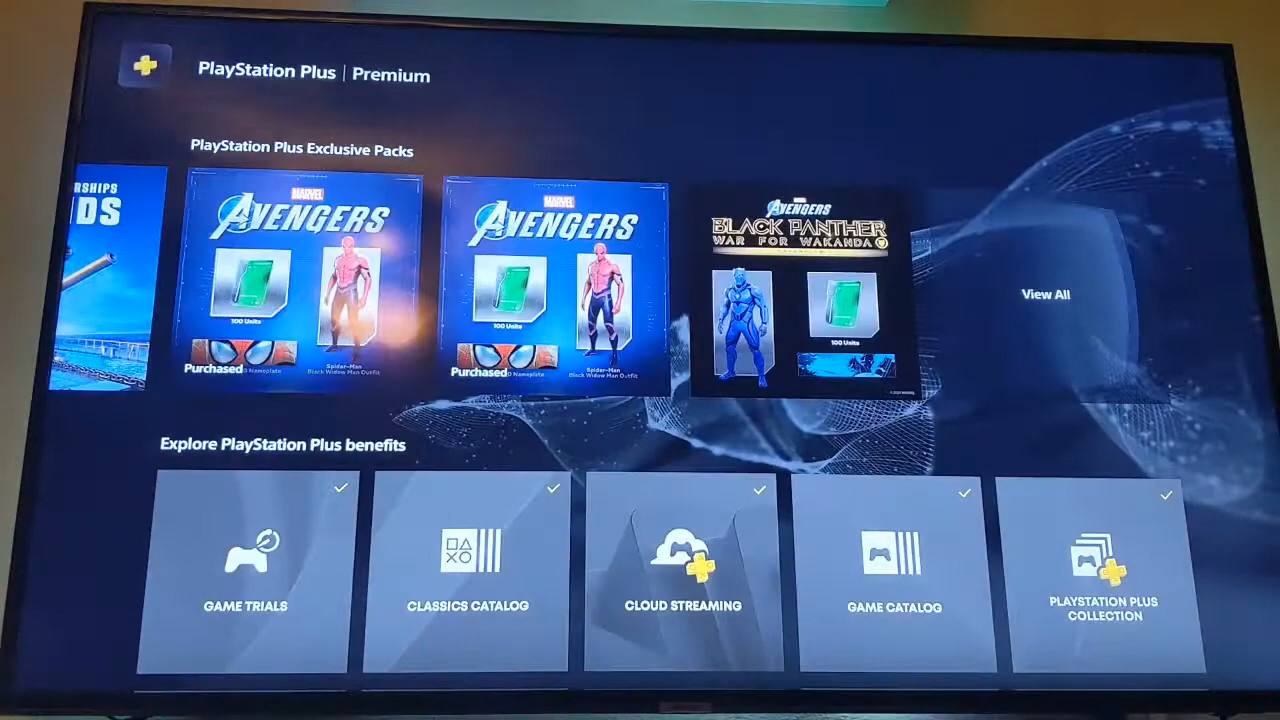 PlayStation Plus | Premium
PlayStation Plus Exclusive Packs
RSHIPS
DS
MARVEL
AVENGERS
100 Units
Purchased
Nameplate
Spider-Man
Black Widow Man Outfit
MARVEL
AVENGERS
100 Units
Purchased
Nameplate
Spider-Man
Black Widow Man Outfit
AVENGERS
BLACK PANTHER
WAR FOR WAKANDA
100 Units
View All
Explore PlayStation Plus benefits
GAME TRIALS
CLASSICS CATALOG
CLOUD STREAMING
GAME CATALOG
PLAYSTATION PLUS
COLLECTION